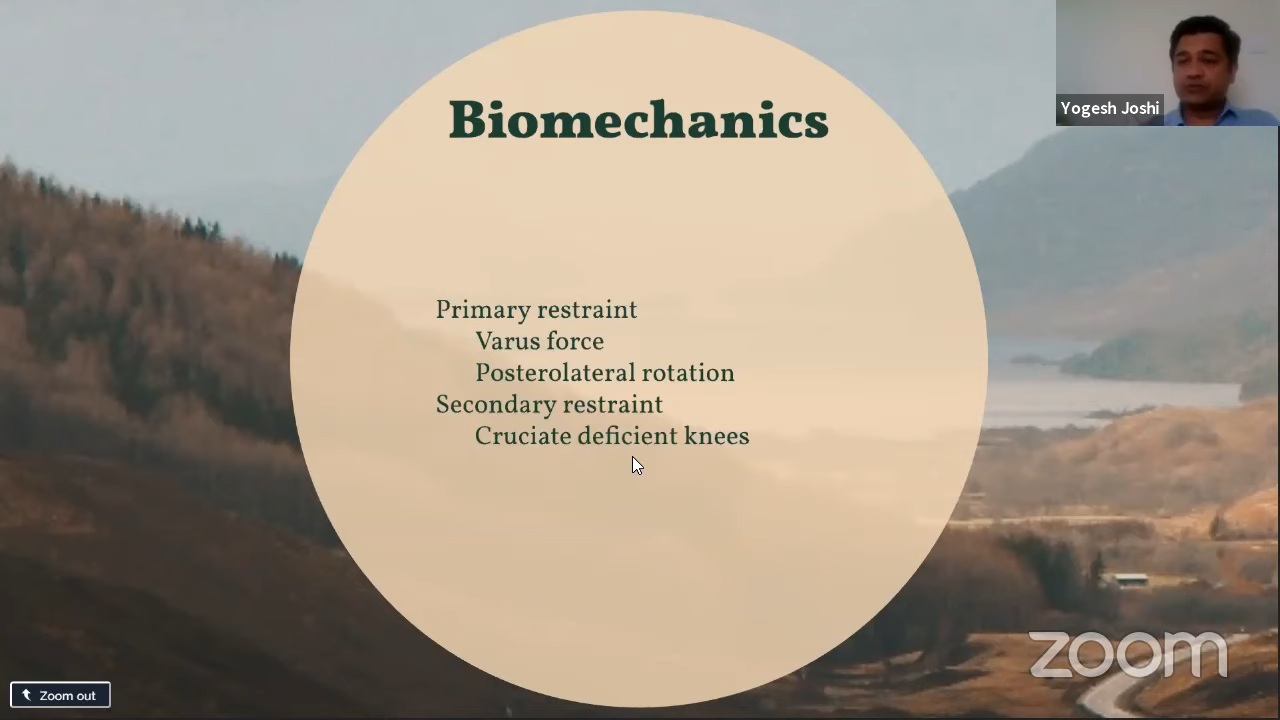 Biomechanics
Yogesh Joshi
Primary restraint
Varus force
Posterolateral rotation
Secondary restraint
Cruciate deficient knees
zoom
Zoom out